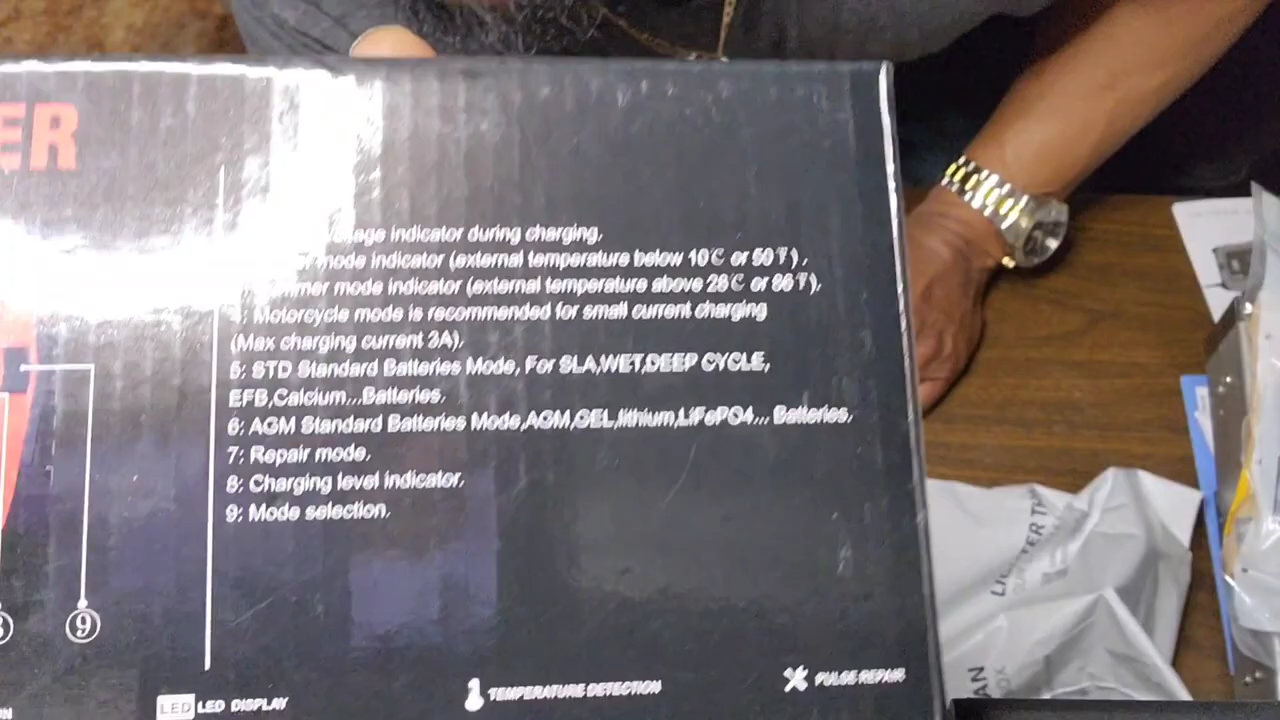 ER
indicator during charging,
mode indicator (external temperature below 10℃ or 50℉),
mode indicator (external temperature above 28℃ or 86℉).
4; Motorcycle mode is recommended for small current charging
(Max charging current 3A),
5; STD Standard Batteries Mode, For SLA,WET,DEEP CYCLE,
EFB,Calcium...Batteries,
6; AGM Standard Batteries Mode,AGM,GEL,lithium,LiFePO4... Batteries,
7; Repair mode,
8; Charging level indicator,
9; Mode selection,
⑨
LED LED DISPLAY
TEMPERATURE DETECTION
PULSE REPAIR